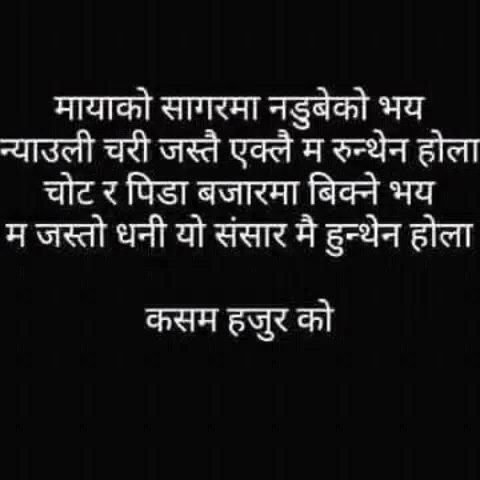 मायाको सागरमा नडुबेको भय
न्याउली चरी जस्तै एक्लै म रुन्थेन होला
चोट र पिडा बजारमा बिक्ने भय
म जस्तो धनी यो संसार मै हुन्थेन होला
कसम हजुर को